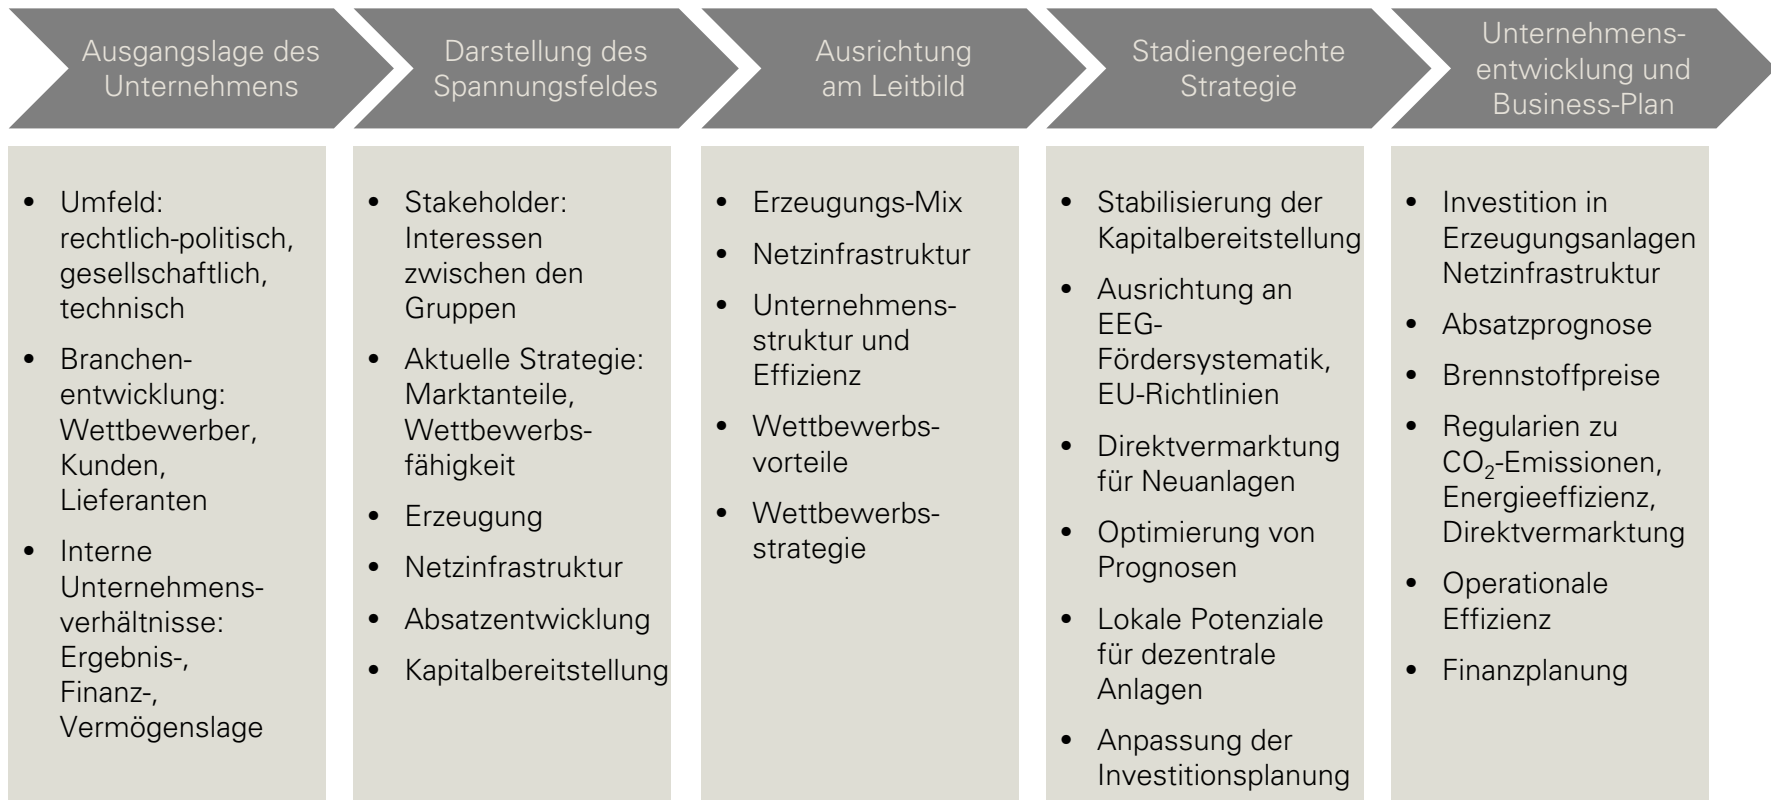 Ausgangslage des
Unternehmens
Darstellung des
Spannungsfeldes
Ausrichtung
am Leitbild
Stadiengerechte
Strategie
Unternehmens-
entwicklung und
Business-Plan
• Umfeld:
rechtlich-politisch,
gesellschaftlich,
technisch
• Branchen-
entwicklung:
Wettbewerber,
Kunden,
Lieferanten
• Interne
Unternehmens-
verhältnisse:
Ergebnis-,
Finanz-,
Vermögenslage
• Stakeholder:
Interessen
zwischen den
Gruppen
• Aktuelle Strategie:
Marktanteile,
Wettbewerbs-
fähigkeit
• Erzeugung
• Netzinfrastruktur
• Absatzentwicklung
• Kapitalbereitstellung
• Erzeugungs-Mix
• Netzinfrastruktur
• Unternehmens-
struktur und
Effizienz
• Wettbewerbs-
vorteile
• Wettbewerbs-
strategie
• Stabilisierung der
Kapitalbereitstellung
• Ausrichtung an
EEG-
Fördersystematik,
EU-Richtlinien
• Direktvermarktung
für Neuanlagen
• Optimierung von
Prognosen
• Lokale Potenziale
für dezentrale
Anlagen
• Anpassung der
Investitionsplanung
• Investition in
Erzeugungsanlagen
Netzinfrastruktur
• Absatzprognose
• Brennstoffpreise
• Regularien zu
CO₂-Emissionen,
Energieeffizienz,
Direktvermarktung
• Operationale
Effizienz
• Finanzplanung